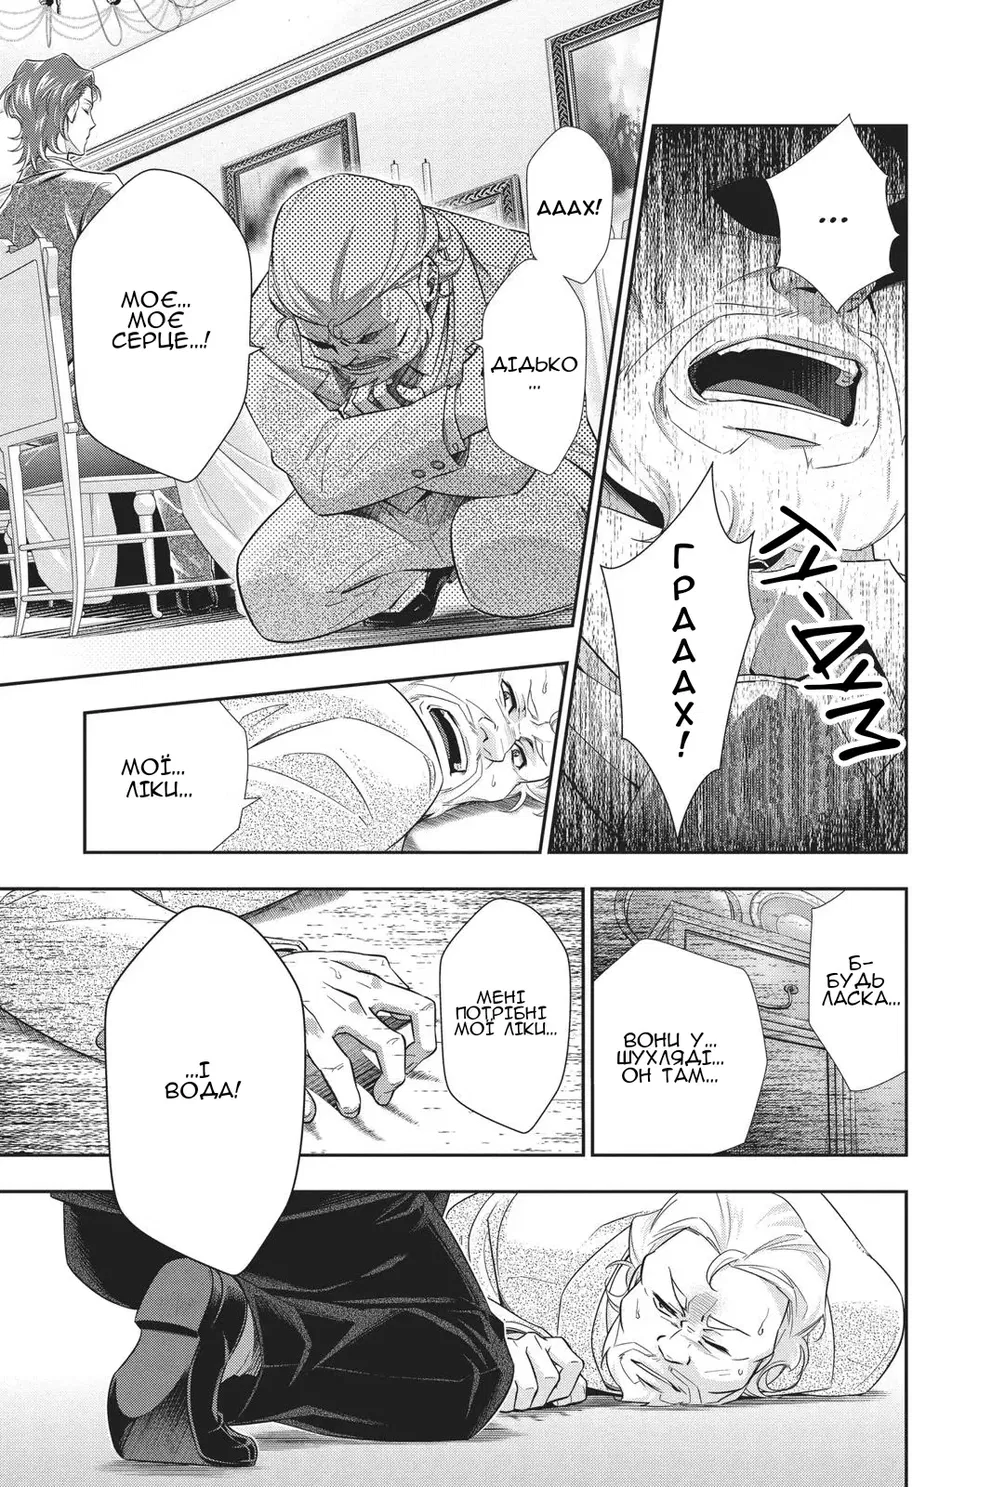 ...
ГРАААХ!
ТУ-ДУМ
АААХ!
ДІДЬКО
...
МОЄ...
МОЄ
СЕРЦЕ...!
МОЇ...
ЛІКИ...
Б-
БУДЬ
ЛАСКА...
ВОНИ У...
ШУХЛЯДІ...
ОН ТАМ...
МЕНІ
ПОТРІБНІ
МОЇ ЛІКИ...
...І
ВОДА!